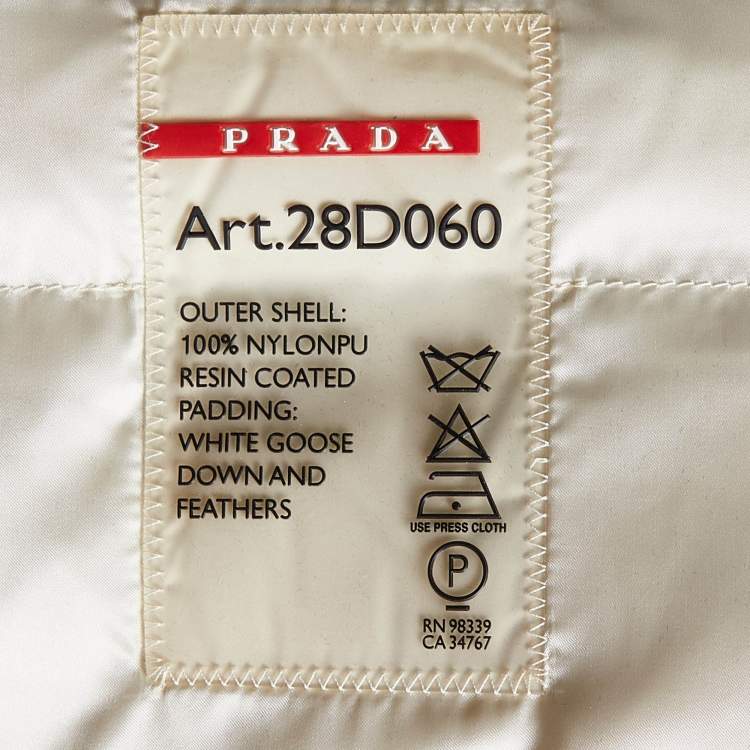 PRADA
Art.28D060
OUTER SHELL:
100% NYLONPU
RESIN COATED
PADDING:
WHITE GOOSE
DOWN AND
FEATHERS
USE PRESS CLOTH
P
RN 98339
CA 34767